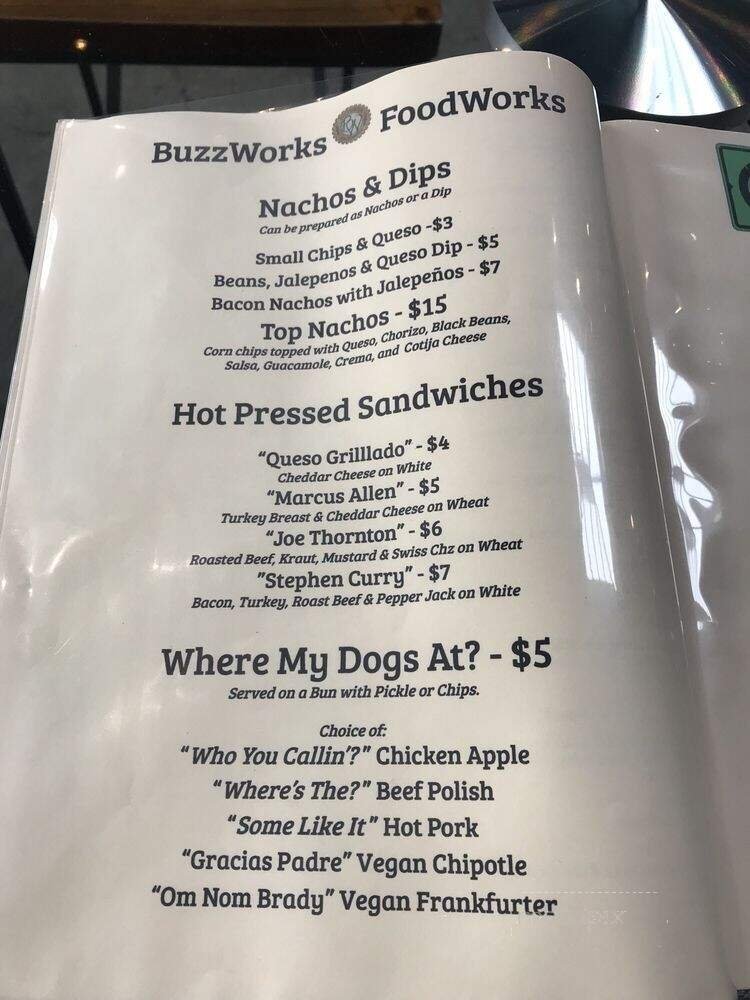 BuzzWorks FoodWorks
Nachos & Dips
Can be prepared as Nachos or a Dip
Small Chips & Queso -$3
Beans, Jalepenos & Queso Dip - $5
Bacon Nachos with Jalepeños - $7
Top Nachos - $15
Corn chips topped with Queso, Chorizo, Black Beans,
Salsa, Guacamole, Crema, and Cotija Cheese
Hot Pressed Sandwiches
"Queso Grilllado" - $4
Cheddar Cheese on White
"Marcus Allen" - $5
Turkey Breast & Cheddar Cheese on Wheat
"Joe Thornton" - $6
Roasted Beef, Kraut, Mustard & Swiss Chz on Wheat
"Stephen Curry" - $7
Bacon, Turkey, Roast Beef & Pepper Jack on White
Where My Dogs At? - $5
Served on a Bun with Pickle or Chips.
Choice of:
"Who You Callin'?" Chicken Apple
"Where's The?" Beef Polish
"Some Like It" Hot Pork
"Gracias Padre" Vegan Chipotle
"Om Nom Brady" Vegan Frankfurter